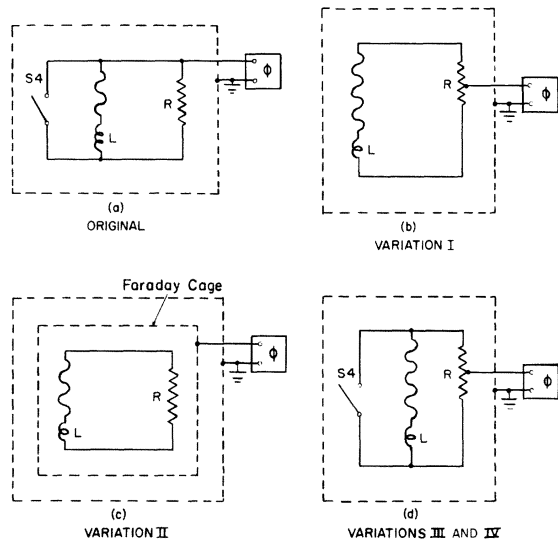 S4
R
L
Φ
(a)
ORIGINAL
R
L
Φ
(b)
VARIATION I
Faraday Cage
R
L
Φ
(c)
VARIATION II
S4
R
L
Φ
(d)
VARIATIONS III AND IV